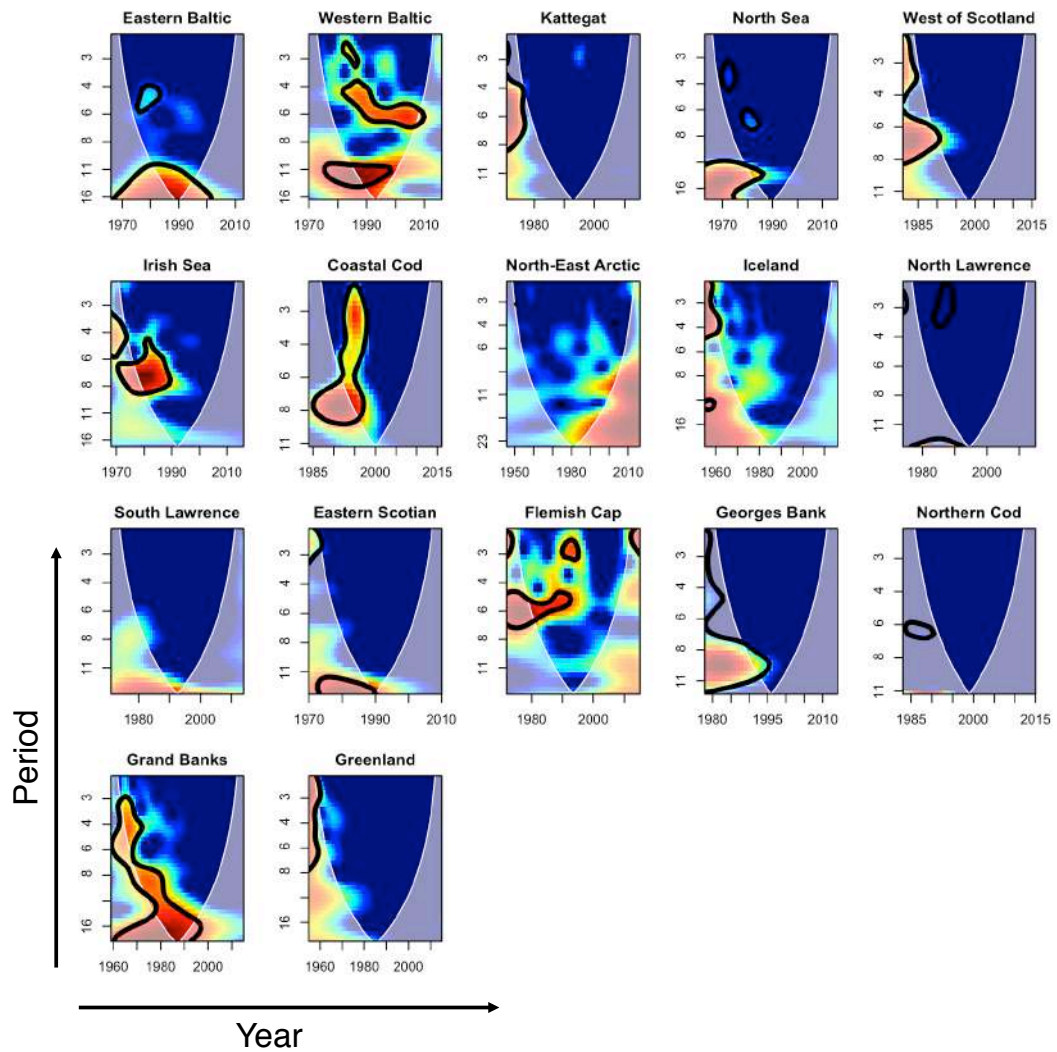 Eastern Baltic
3
4
6
8
11
16
1970 1990 2010
Western Baltic
3
4
6
8
11
16
1970 1990 2010
Kattegat
3
4
6
8
11
1980 2000
North Sea
3
4
6
8
11
16
1970 1990 2010
West of Scotland
3
4
6
8
11
1985 2000 2015
Irish Sea
3
4
6
8
11
16
1970 1990 2010
Coastal Cod
3
4
6
8
11
1985 2000 2015
North-East Arctic
3
4
6
11
23
1950 1980 2010
Iceland
3
4
6
8
16
1960 1980 2000
North Lawrence
3
4
6
8
11
1980 2000
South Lawrence
3
4
6
8
11
1980 2000
Eastern Scotian
3
4
6
8
11
1970 1990 2010
Flemish Cap
3
4
6
8
11
1980 2000
Georges Bank
3
4
6
8
11
1980 1995 2010
Northern Cod
3
4
6
8
11
1985 2000 2015
Grand Banks
3
4
6
8
16
1960 1980 2000
Greenland
3
4
6
8
16
1960 1980 2000
Period
Year